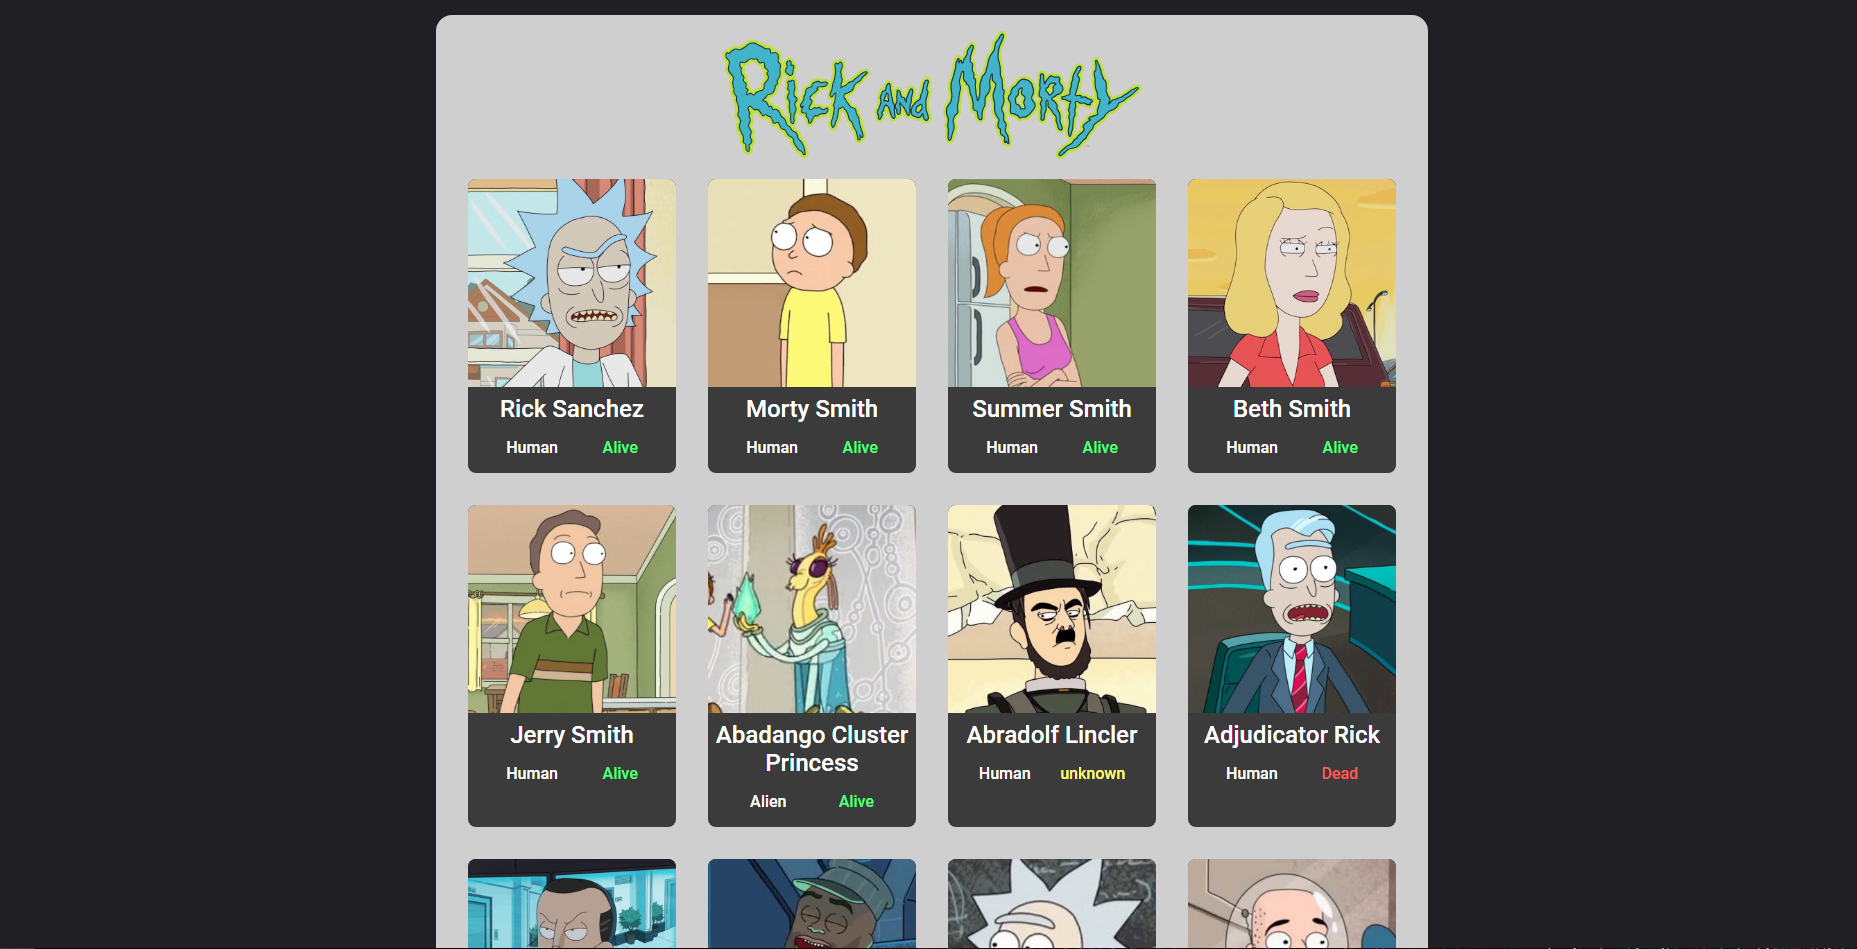 Rick and Morty
Rick Sanchez
Human Alive
Morty Smith
Human Alive
Summer Smith
Human Alive
Beth Smith
Human Alive
Jerry Smith
Human Alive
Abadango Cluster
Princess
Alien Alive
Abradolf Lincler
Human unknown
Adjudicator Rick
Human Dead